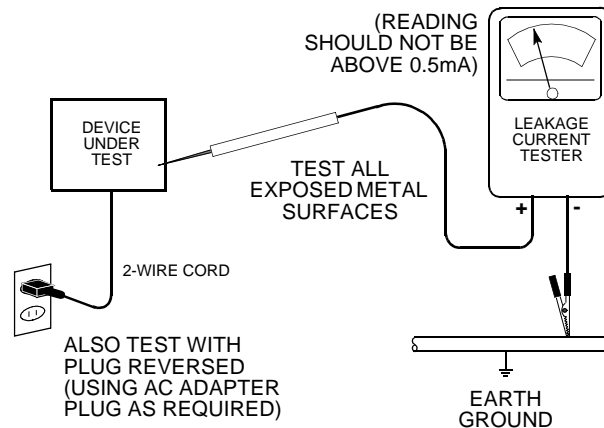 (READING
SHOULD NOT BE
ABOVE 0.5mA)
DEVICE
UNDER
TEST
LEAKAGE
CURRENT
TESTER
TEST ALL
EXPOSED METAL
SURFACES
+ -
2-WIRE CORD
ALSO TEST WITH
PLUG REVERSED
(USING AC ADAPTER
PLUG AS REQUIRED)
EARTH
GROUND